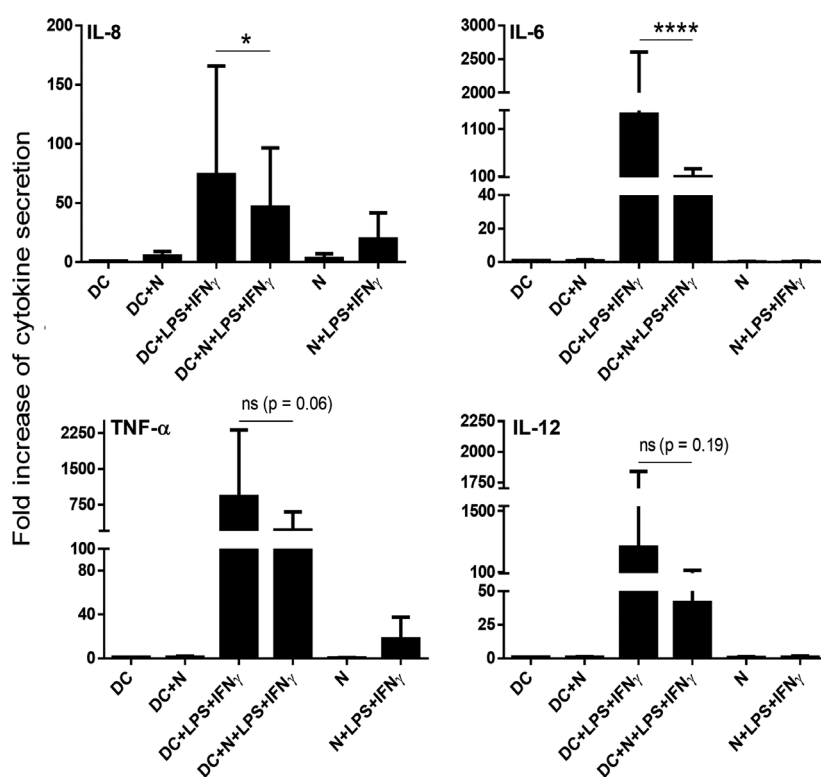 Fold increase of cytokine secretion
IL-8
*
200
150
100
50
0
DC
DC+N
DC+LPS+IFNγ
DC+N+LPS+IFNγ
N
N+LPS+IFNγ
IL-6
****
3000
2500
2000
1100
100
40
20
0
DC
DC+N
DC+LPS+IFNγ
DC+N+LPS+IFNγ
N
N+LPS+IFNγ
TNF-α
ns (p = 0.06)
2250
1500
750
100
80
40
0
DC
DC+N
DC+LPS+IFNγ
DC+N+LPS+IFNγ
N
N+LPS+IFNγ
IL-12
ns (p = 0.19)
2250
2000
1750
1500
100
50
25
0
DC
DC+N
DC+LPS+IFNγ
DC+N+LPS+IFNγ
N
N+LPS+IFNγ